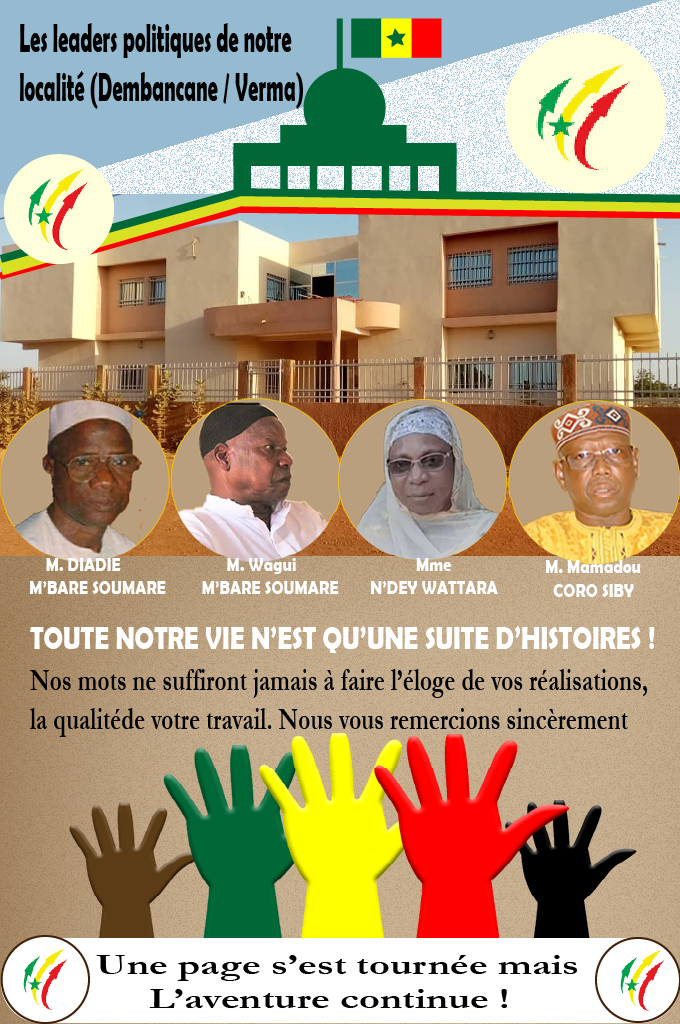 Les leaders politiques de notre
localité (Dembancane / Verma)
M. DIADIE
M'BARE SOUMARE
M. Wagui
M'BARE SOUMARE
Mme
N'DEY WATTARA
M. Mamadou
CORO SIBY
TOUTE NOTRE VIE N'EST QU'UNE SUITE D'HISTOIRES !
Nos mots ne suffiront jamais à faire l'éloge de vos réalisations,
la qualitéde votre travail. Nous vous remercions sincèrement
Une page s'est tournée mais
L'aventure continue !